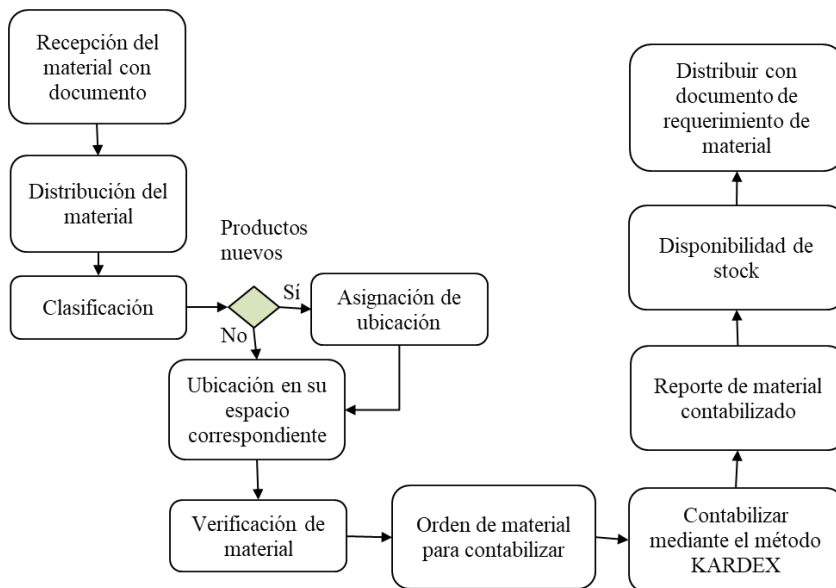 Recepción del
material con
documento
Distribución del
material
Clasificación
Productos
nuevos
Sí
No
Asignación de
ubicación
Ubicación en su
espacio
correspondiente
Verificación de
material
Orden de material
para contabilizar
Contabilizar
mediante el método
KARDEX
Reporte de material
contabilizado
Disponibilidad de
stock
Distribuir con
documento de
requerimiento de
material